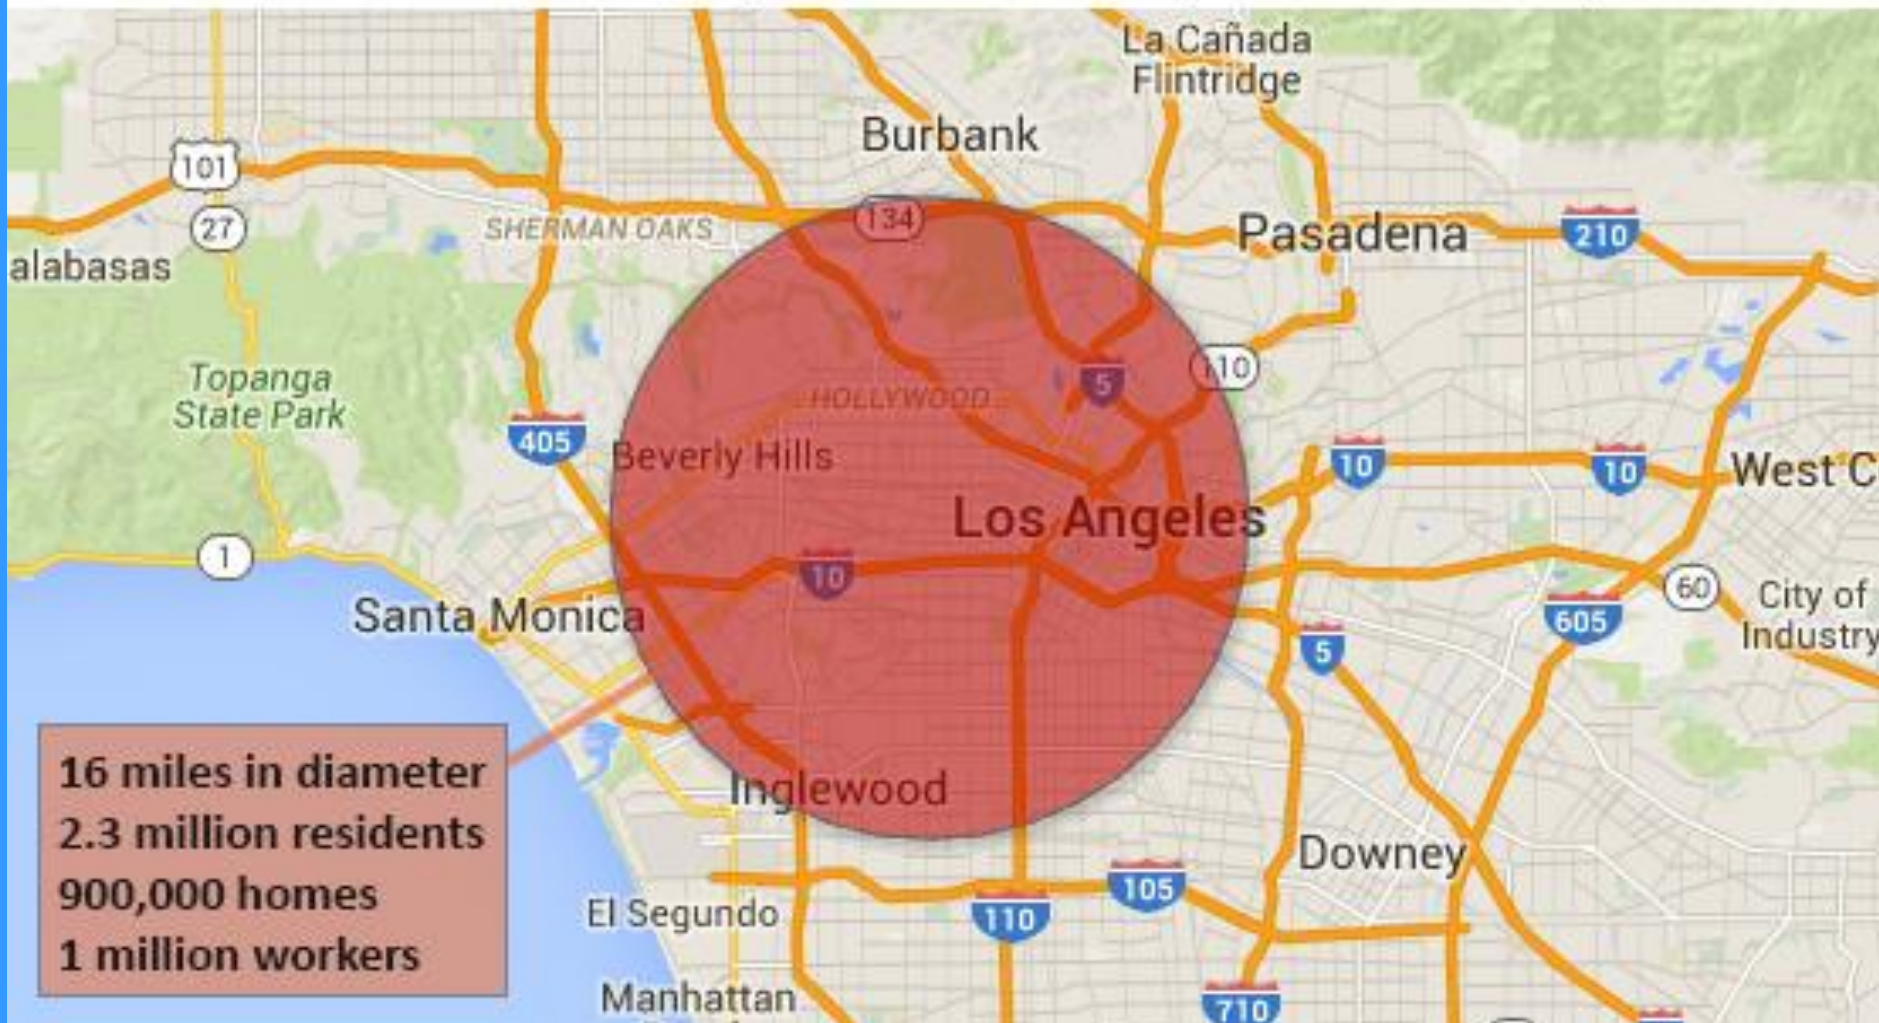 La Cañada
Flintridge
Burbank
101
134
27
SHERMAN OAKS
Pasadena
210
alabasas
110
Topanga
State Park
5
HOLLYWOOD
405
Beverly Hills
10
10
West C
Los Angeles
1
10
60
City of
Industry
Santa Monica
605
5
16 miles in diameter
2.3 million residents
900,000 homes
1 million workers
Inglewood
Downey
105
El Segundo
110
Manhattan
710